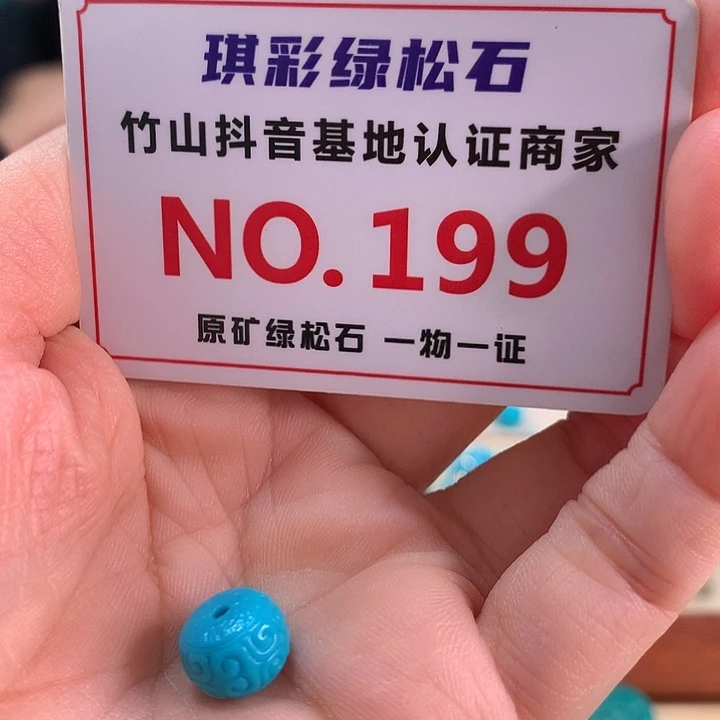 琪彩绿松石
竹山抖音基地认证商家
NO.199
原矿绿松石 一物一证